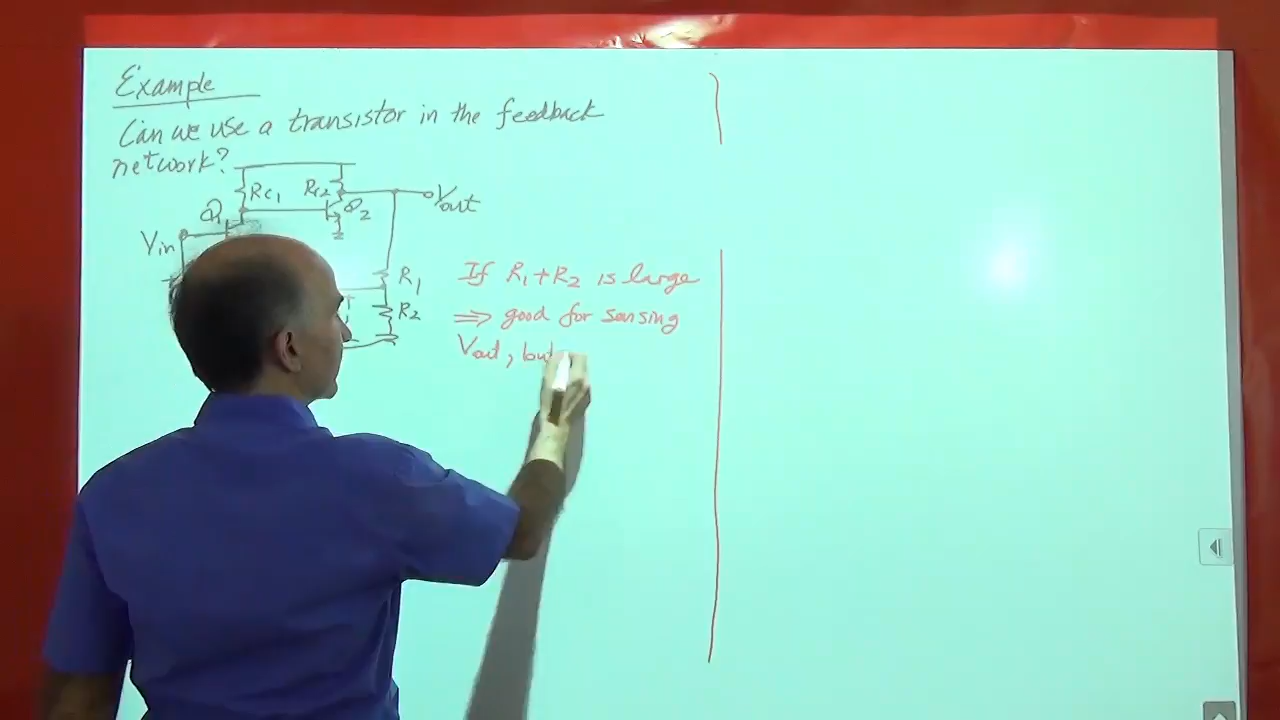 Example
Can we use a transistor in the feedback
network?
RC1 RC2
Q1 Q2 Vout
Vin
R1 If R1+R2 is large
R2 ⇒ good for sensing
Vout, but